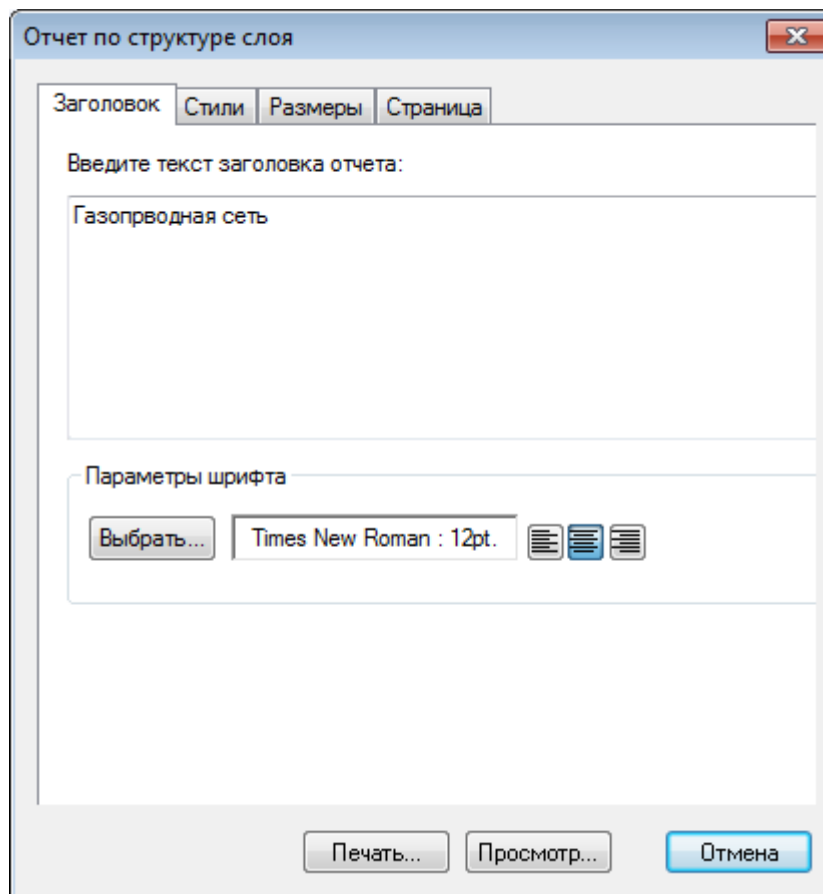 Отчет по структуре слоя
Заголовок Стили Размеры Страница
Введите текст заголовка отчета:
Газопрводная сеть
Параметры шрифта
Выбрать... Times New Roman : 12pt.
Печать... Просмотр... Отмена